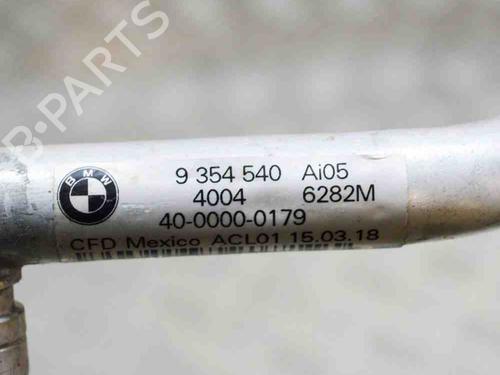 B-PARTS
BMW
9 354 540 Ai05
4004 6282M
40-0000-0179
CFD Mexico ACL01 15.03.18